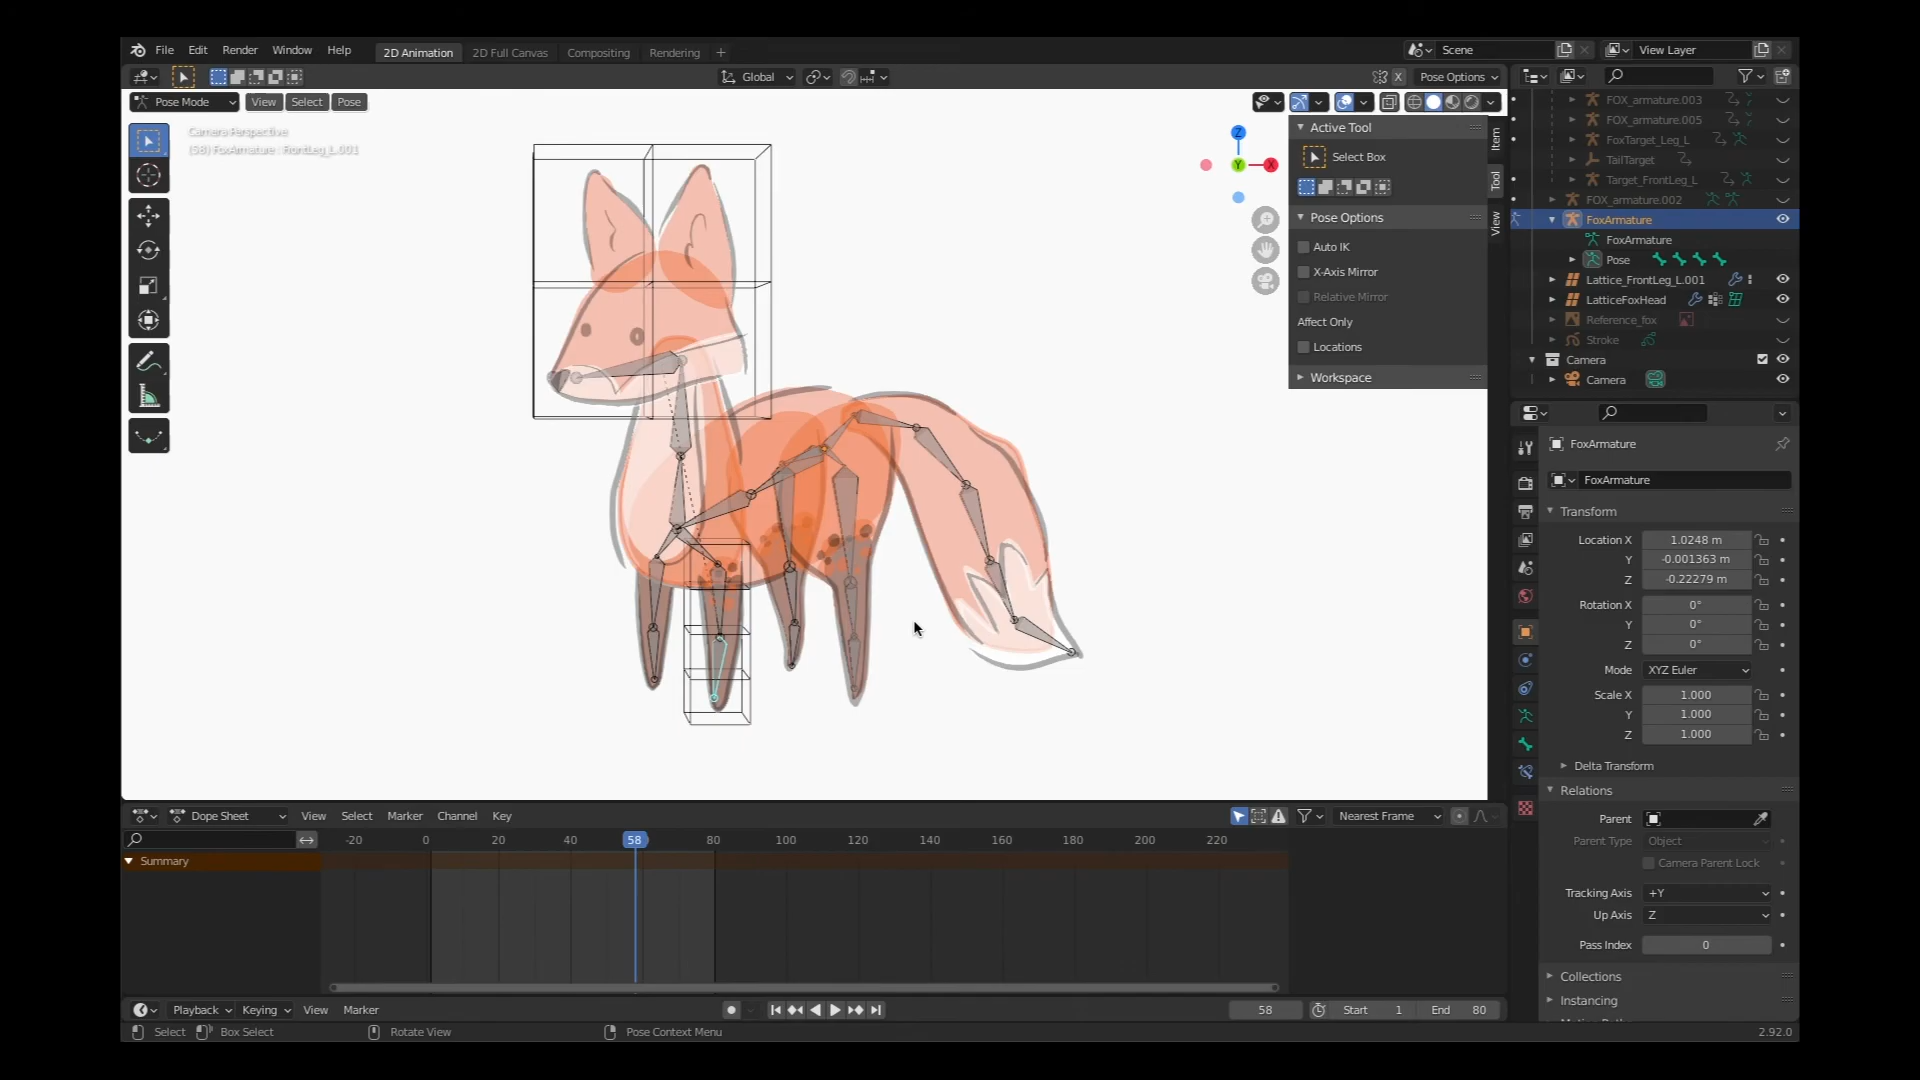 File Edit Render Window Help 2D Animation 2D Full Canvas Compositing Rendering + Scene View Layer
Global X Pose Options
Pose Mode View Select Pose
Camera Perspective
(58) FoxArmature : FrontLeg_L.001
Z
Y
X
Active Tool
Select Box
Pose Options
Auto IK
X-Axis Mirror
Relative Mirror
Affect Only
Locations
Workspace
Item
Tool
View
FOX_armature.003
FOX_armature.005
FoxTarget_Leg_L
TailTarget
Target_FrontLeg_L
FOX_armature.002
FoxArmature
FoxArmature
Pose
Lattice_FrontLeg_L.001
LatticeFoxHead
Reference_fox
Stroke
Camera
Camera
FoxArmature
FoxArmature
Transform
Location X 1.0248 m
Y -0.001363 m
Z -0.22279 m
Rotation X 0°
Y 0°
Z 0°
Mode XYZ Euler
Scale X 1.000
Y 1.000
Z 1.000
Delta Transform
Relations
Parent
Parent Type Object
Camera Parent Lock
Tracking Axis +Y
Up Axis Z
Pass Index 0
Collections
Instancing
Dope Sheet View Select Marker Channel Key Nearest Frame
-20 0 20 40 58 80 100 120 140 160 180 200 220
Summary
Playback Keying View Marker 58 Start 1 End 80
Select Box Select Rotate View Pose Context Menu 2.92.0